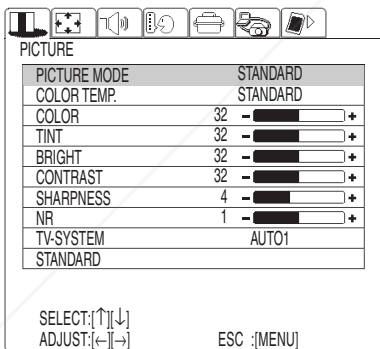 PICTURE
PICTURE MODE STANDARD
COLOR TEMP. STANDARD
COLOR 32 - +
TINT 32 - +
BRIGHT 32 - +
CONTRAST 32 - +
SHARPNESS 4 - +
NR 1 - +
TV-SYSTEM AUTO1
STANDARD
SELECT:[↑][↓]
ADJUST:[←][→] ESC :[MENU]